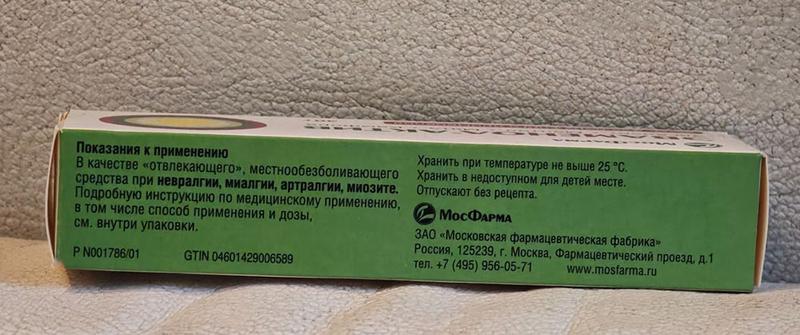 Показания к применению
В качестве «отвлекающего», местнообезболивающего
средства при невралгии, миалгии, артралгии, миозите.
Подробную инструкцию по медицинскому применению,
в том числе способ применения и дозы,
см. внутри упаковки.
P N001786/01
GTIN 04601429006589
МосФарма
Хранить при температуре не выше 25 °С.
Хранить в недоступном для детей месте.
Отпускают без рецепта.
МосФарма
ЗАО «Московская фармацевтическая фабрика»
Россия, 125239, г. Москва, Фармацевтический проезд, д.1
тел. +7 (495) 956-05-71 www.mosfarma.ru